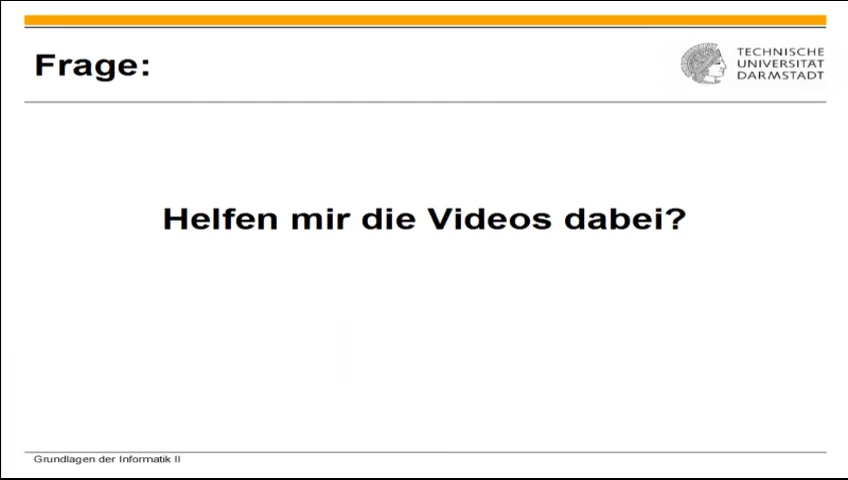 Frage:
TECHNISCHE
UNIVERSITÄT
DARMSTADT
Helfen mir die Videos dabei?
Grundlagen der Informatik II